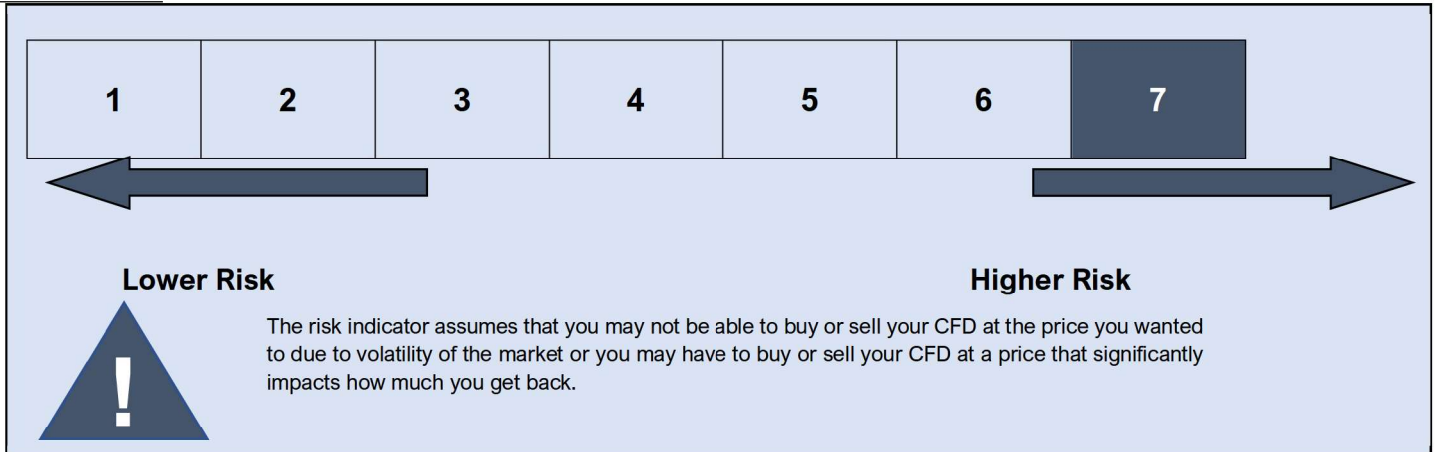 1 2 3 4 5 6 7
Lower Risk Higher Risk
The risk indicator assumes that you may not be able to buy or sell your CFD at the price you wanted
to due to volatility of the market or you may have to buy or sell your CFD at a price that significantly
impacts how much you get back.
!